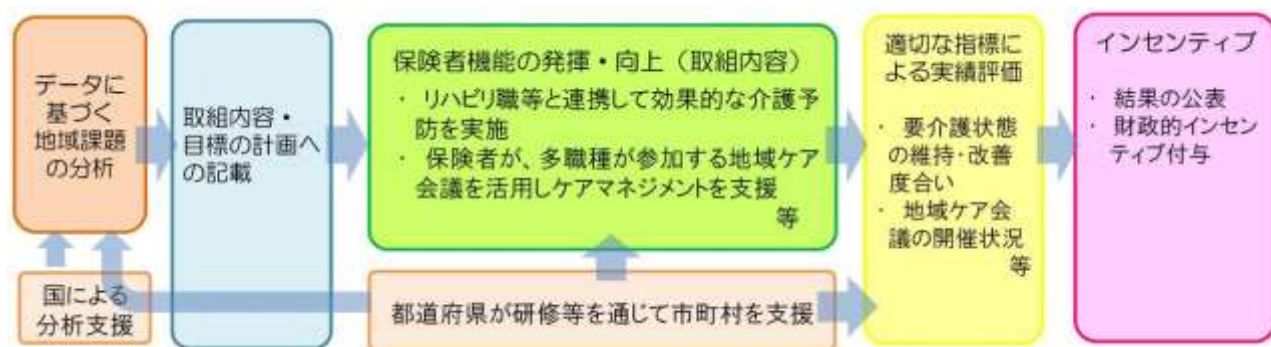 データに
基づく
地域課題
の分析
取組内容・
目標の計画へ
の記載
保険者機能の発揮・向上（取組内容）
・ リハビリ職等と連携して効果的な介護予
防を実施
・ 保険者が、多職種が参加する地域ケア
会議を活用しケアマネジメントを支援
等
適切な指標に
よる実績評価
・ 要介護状態
の維持・改善
度合い
・ 地域ケア会
議の開催状況
等
インセンティブ
・ 結果の公表
・ 財政的インセン
ティブ付与
国による
分析支援
都道府県が研修等を通じて市町村を支援